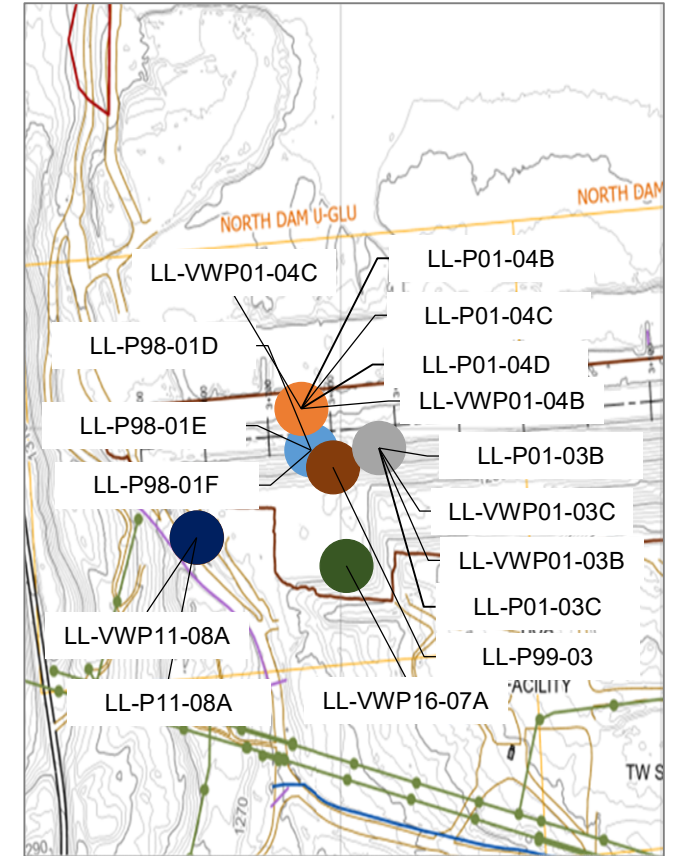 NORTH DAM
NORTH DAM U-GLU
LL-P01-04B
LL-VWP01-04C
LL-P01-04C
LL-P98-01D
LL-P01-04D
LL-VWP01-04B
LL-P98-01E
LL-P01-03B
LL-P98-01F
LL-VWP01-03C
LL-VWP01-03B
LL-P01-03C
LL-VWP11-08A
LL-P99-03
LL-P11-08A
LL-VWP16-07A
-ACILITY
TW S
1270
290